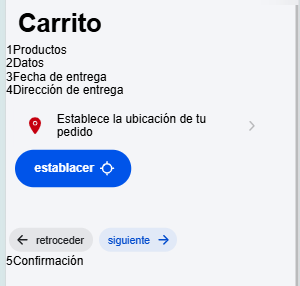 Carrito
1Productos
2Datos
3Fecha de entrega
4Dirección de entrega
Establece la ubicación de tu
pedido
establacer
retroceder
siguiente
5Confirmación